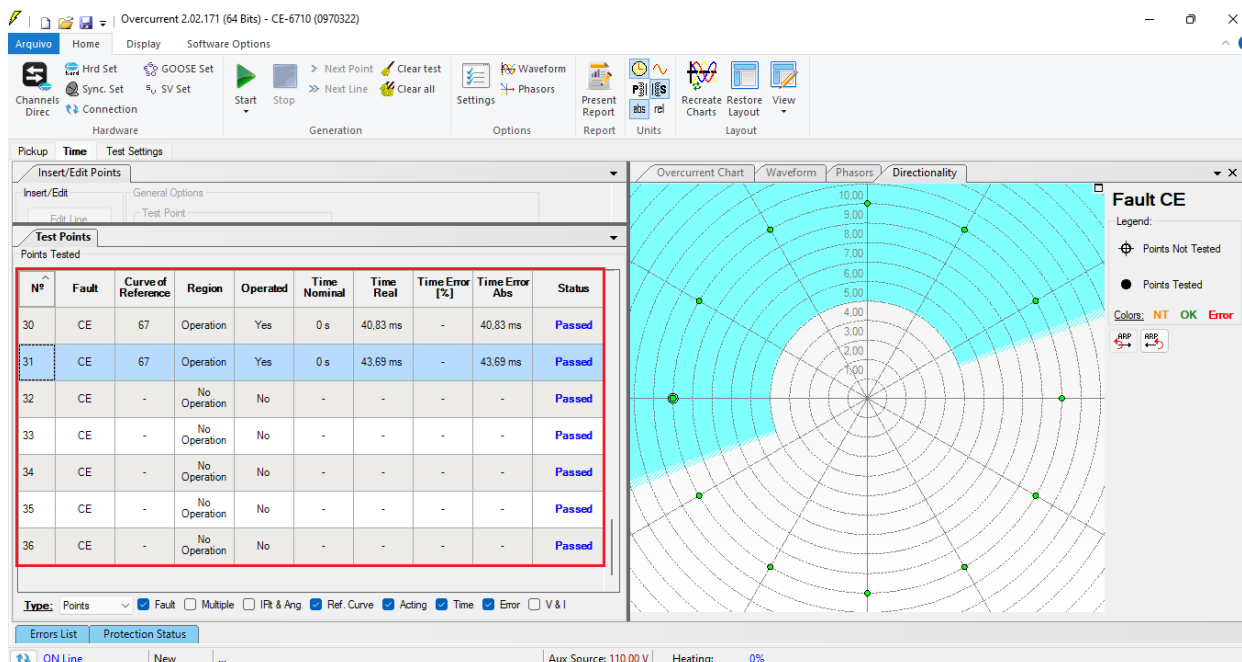 Overcurrent 2.02.171 (64 Bits) - CE-6710 (0970322)
Arquivo Home Display Software Options
Channels Direc
Hrd Set
Sync. Set
Connection
GOOSE Set
SV Set
Hardware
Start Stop
Next Point
Next Line
Clear test
Clear all
Generation
Settings
Waveform
Phasors
Options
Present Report
Report
abs rel
Units
Recreate Charts
Restore Layout
View
Layout
Pickup Time Test Settings
Insert/Edit Points
Insert/Edit General Options
Edit Line Test Point
Test Points
Points Tested
Nº Fault Curve of Reference Region Operated Time Nominal Time Real Time Error [%] Time Error Abs Status
30 CE 67 Operation Yes 0 s 40,83 ms - 40,83 ms Passed
31 CE 67 Operation Yes 0 s 43,69 ms - 43,69 ms Passed
32 CE - No Operation No - - - - Passed
33 CE - No Operation No - - - - Passed
34 CE - No Operation No - - - - Passed
35 CE - No Operation No - - - - Passed
36 CE - No Operation No - - - - Passed
Type: Points Fault Multiple IFlt & Ang Ref. Curve Acting Time Error V & I
Errors List Protection Status
ON Line New ... Aux Source: 110.00 V Heating: 0%
Overcurrent Chart Waveform Phasors Directionality
10,00
9,00
8,00
7,00
6,00
5,00
4,00
3,00
2,00
1,00
Fault CE
Legend:
Points Not Tested
Points Tested
Colors: NT OK Error
ARP ARP